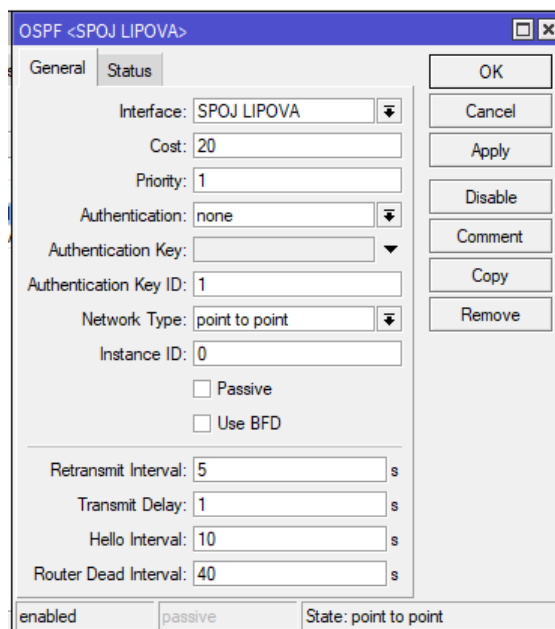 OSPF <SPOJ LIPOVA>
General Status
OK
Interface: SPOJ LIPOVA
Cancel
Cost: 20
Apply
Priority: 1
Disable
Authentication: none
Comment
Authentication Key:
Copy
Authentication Key ID: 1
Remove
Network Type: point to point
Instance ID: 0
Passive
Use BFD
Retransmit Interval: 5 s
Transmit Delay: 1 s
Hello Interval: 10 s
Router Dead Interval: 40 s
enabled passive State: point to point